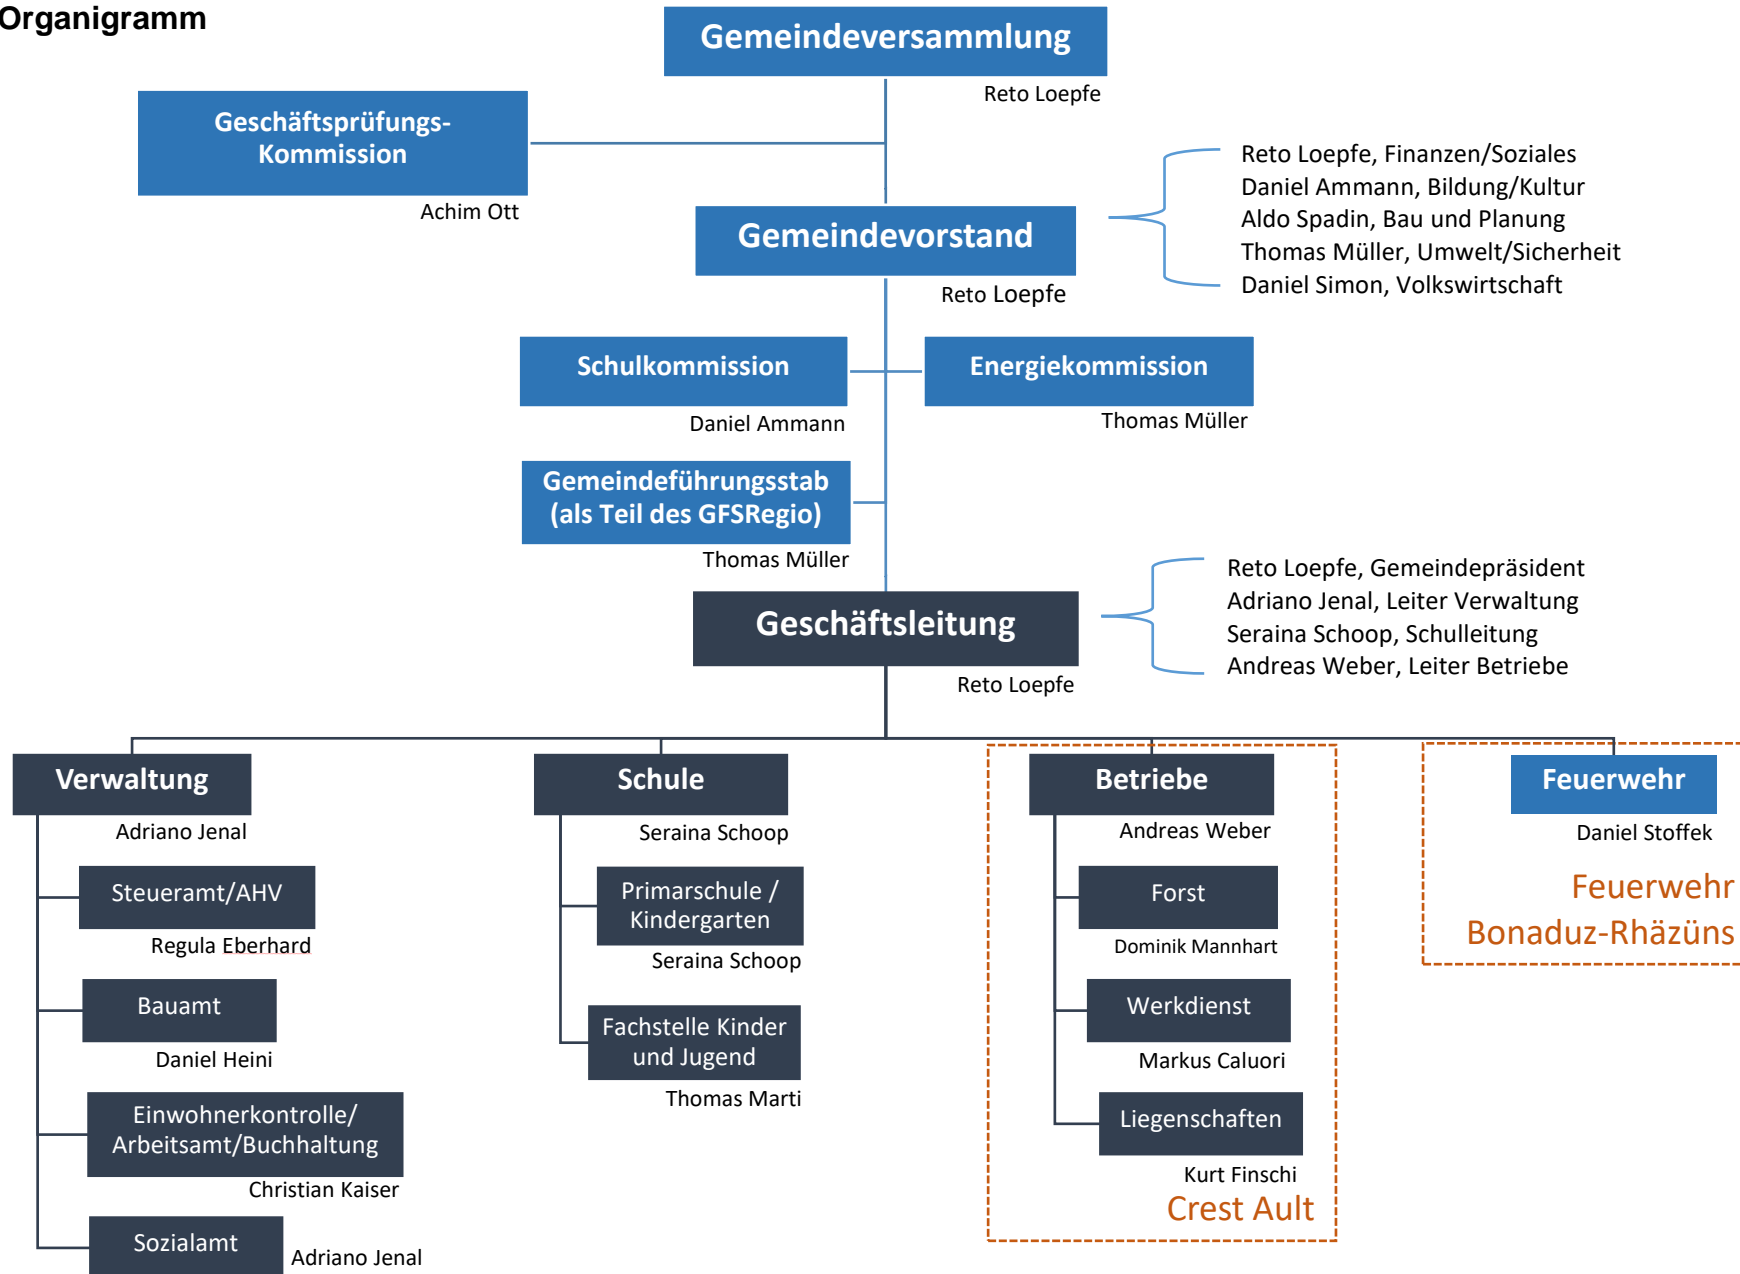 Organigramm
Gemeindeversammlung
Reto Loepfe
Geschäftsprüfungs-
Kommission
Achim Ott
Gemeindevorstand
Reto Loepfe
Reto Loepfe, Finanzen/Soziales
Daniel Ammann, Bildung/Kultur
Aldo Spadin, Bau und Planung
Thomas Müller, Umwelt/Sicherheit
Daniel Simon, Volkswirtschaft
Schulkommission
Daniel Ammann
Energiekommission
Thomas Müller
Gemeindeführungsstab
(als Teil des GFSRegio)
Thomas Müller
Geschäftsleitung
Reto Loepfe
Reto Loepfe, Gemeindepräsident
Adriano Jenal, Leiter Verwaltung
Seraina Schoop, Schulleitung
Andreas Weber, Leiter Betriebe
Verwaltung
Adriano Jenal
Steueramt/AHV
Regula Eberhard
Bauamt
Daniel Heini
Einwohnerkontrolle/
Arbeitsamt/Buchhaltung
Christian Kaiser
Sozialamt
Adriano Jenal
Schule
Seraina Schoop
Primarschule /
Kindergarten
Seraina Schoop
Fachstelle Kinder
und Jugend
Thomas Marti
Betriebe
Andreas Weber
Forst
Dominik Mannhart
Werkdienst
Markus Caluori
Liegenschaften
Kurt Finschi
Crest Ault
Feuerwehr
Daniel Stoffek
Feuerwehr
Bonaduz-Rhäzüns